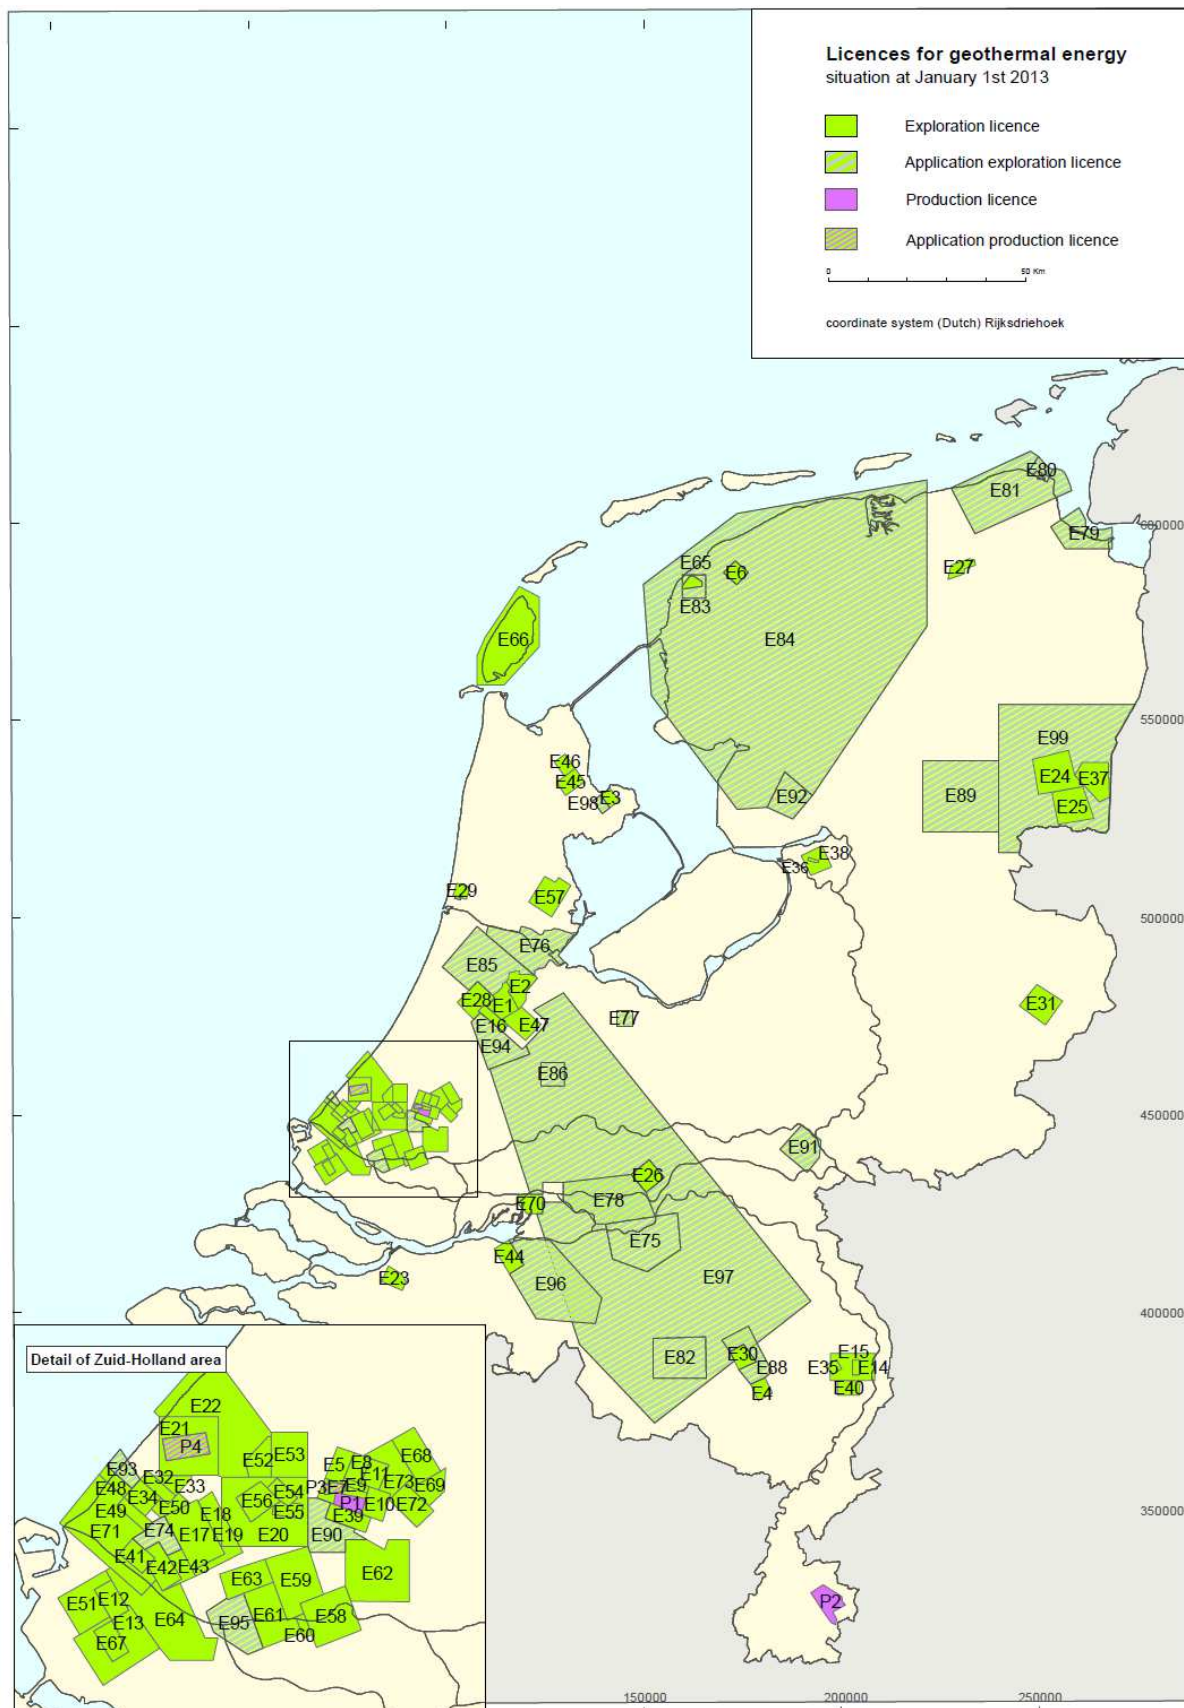 Licences for geothermal energy
situation at January 1st 2013
Exploration licence
Application exploration licence
Production licence
Application production licence
0 50 Km
coordinate system (Dutch) Rijksdriehoek
E80
E81
600000
E79
E65
E6
E27
E83
E66
E84
550000
E99
E46
E24
E37
E45
E98
E3
E92
E89
E25
E38
E36
E29
E57
500000
E76
E85
E2
E28
E1
E31
E16
E47
E77
E94
E86
450000
E91
E26
E70
E78
E75
E44
E23
E96
E97
400000
E30
E15
E82
E88
E35
E14
E4
E40
350000
P2
150000
200000
250000
Detail of Zuid-Holland area
E22
E21
P4
E52
E53
E5
E8
E68
E93
E32
E11
E48
E33
P3
E7
E9
E73
E69
E34
E54
E49
E50
E56
P1
E10
E72
E18
E55
E39
E71
E74
E17
E19
E20
E90
E41
E42
E43
E63
E59
E62
E51
E12
E13
E64
E95
E61
E58
E67
E60